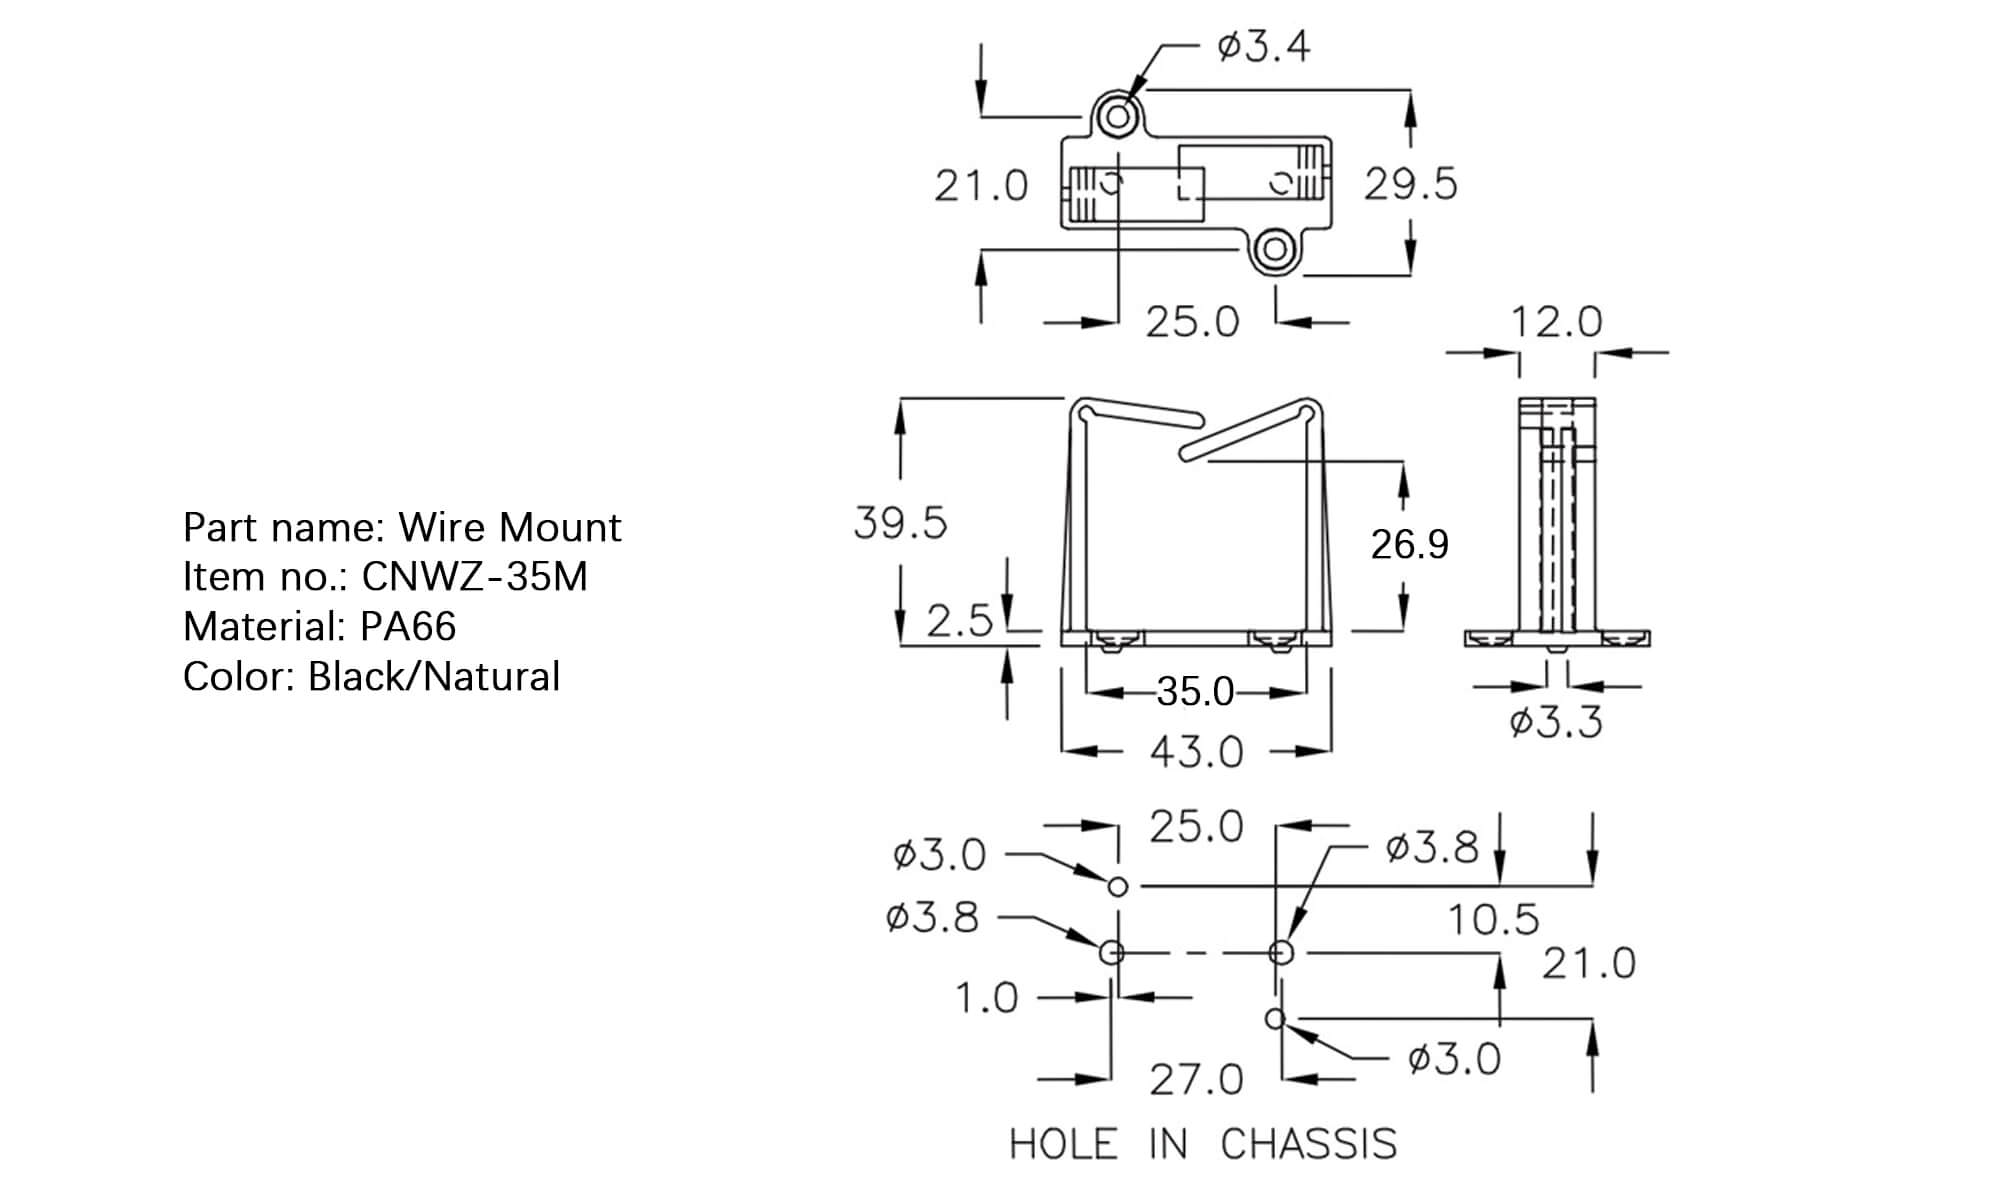 ø3.4
21.0
29.5
25.0
12.0
39.5
26.9
2.5
35.0
ø3.3
43.0
Part name: Wire Mount
Item no.: CNWZ-35M
Material: PA66
Color: Black/Natural
25.0
ø3.0
ø3.8
ø3.8
10.5
21.0
1.0
ø3.0
27.0
HOLE IN CHASSIS